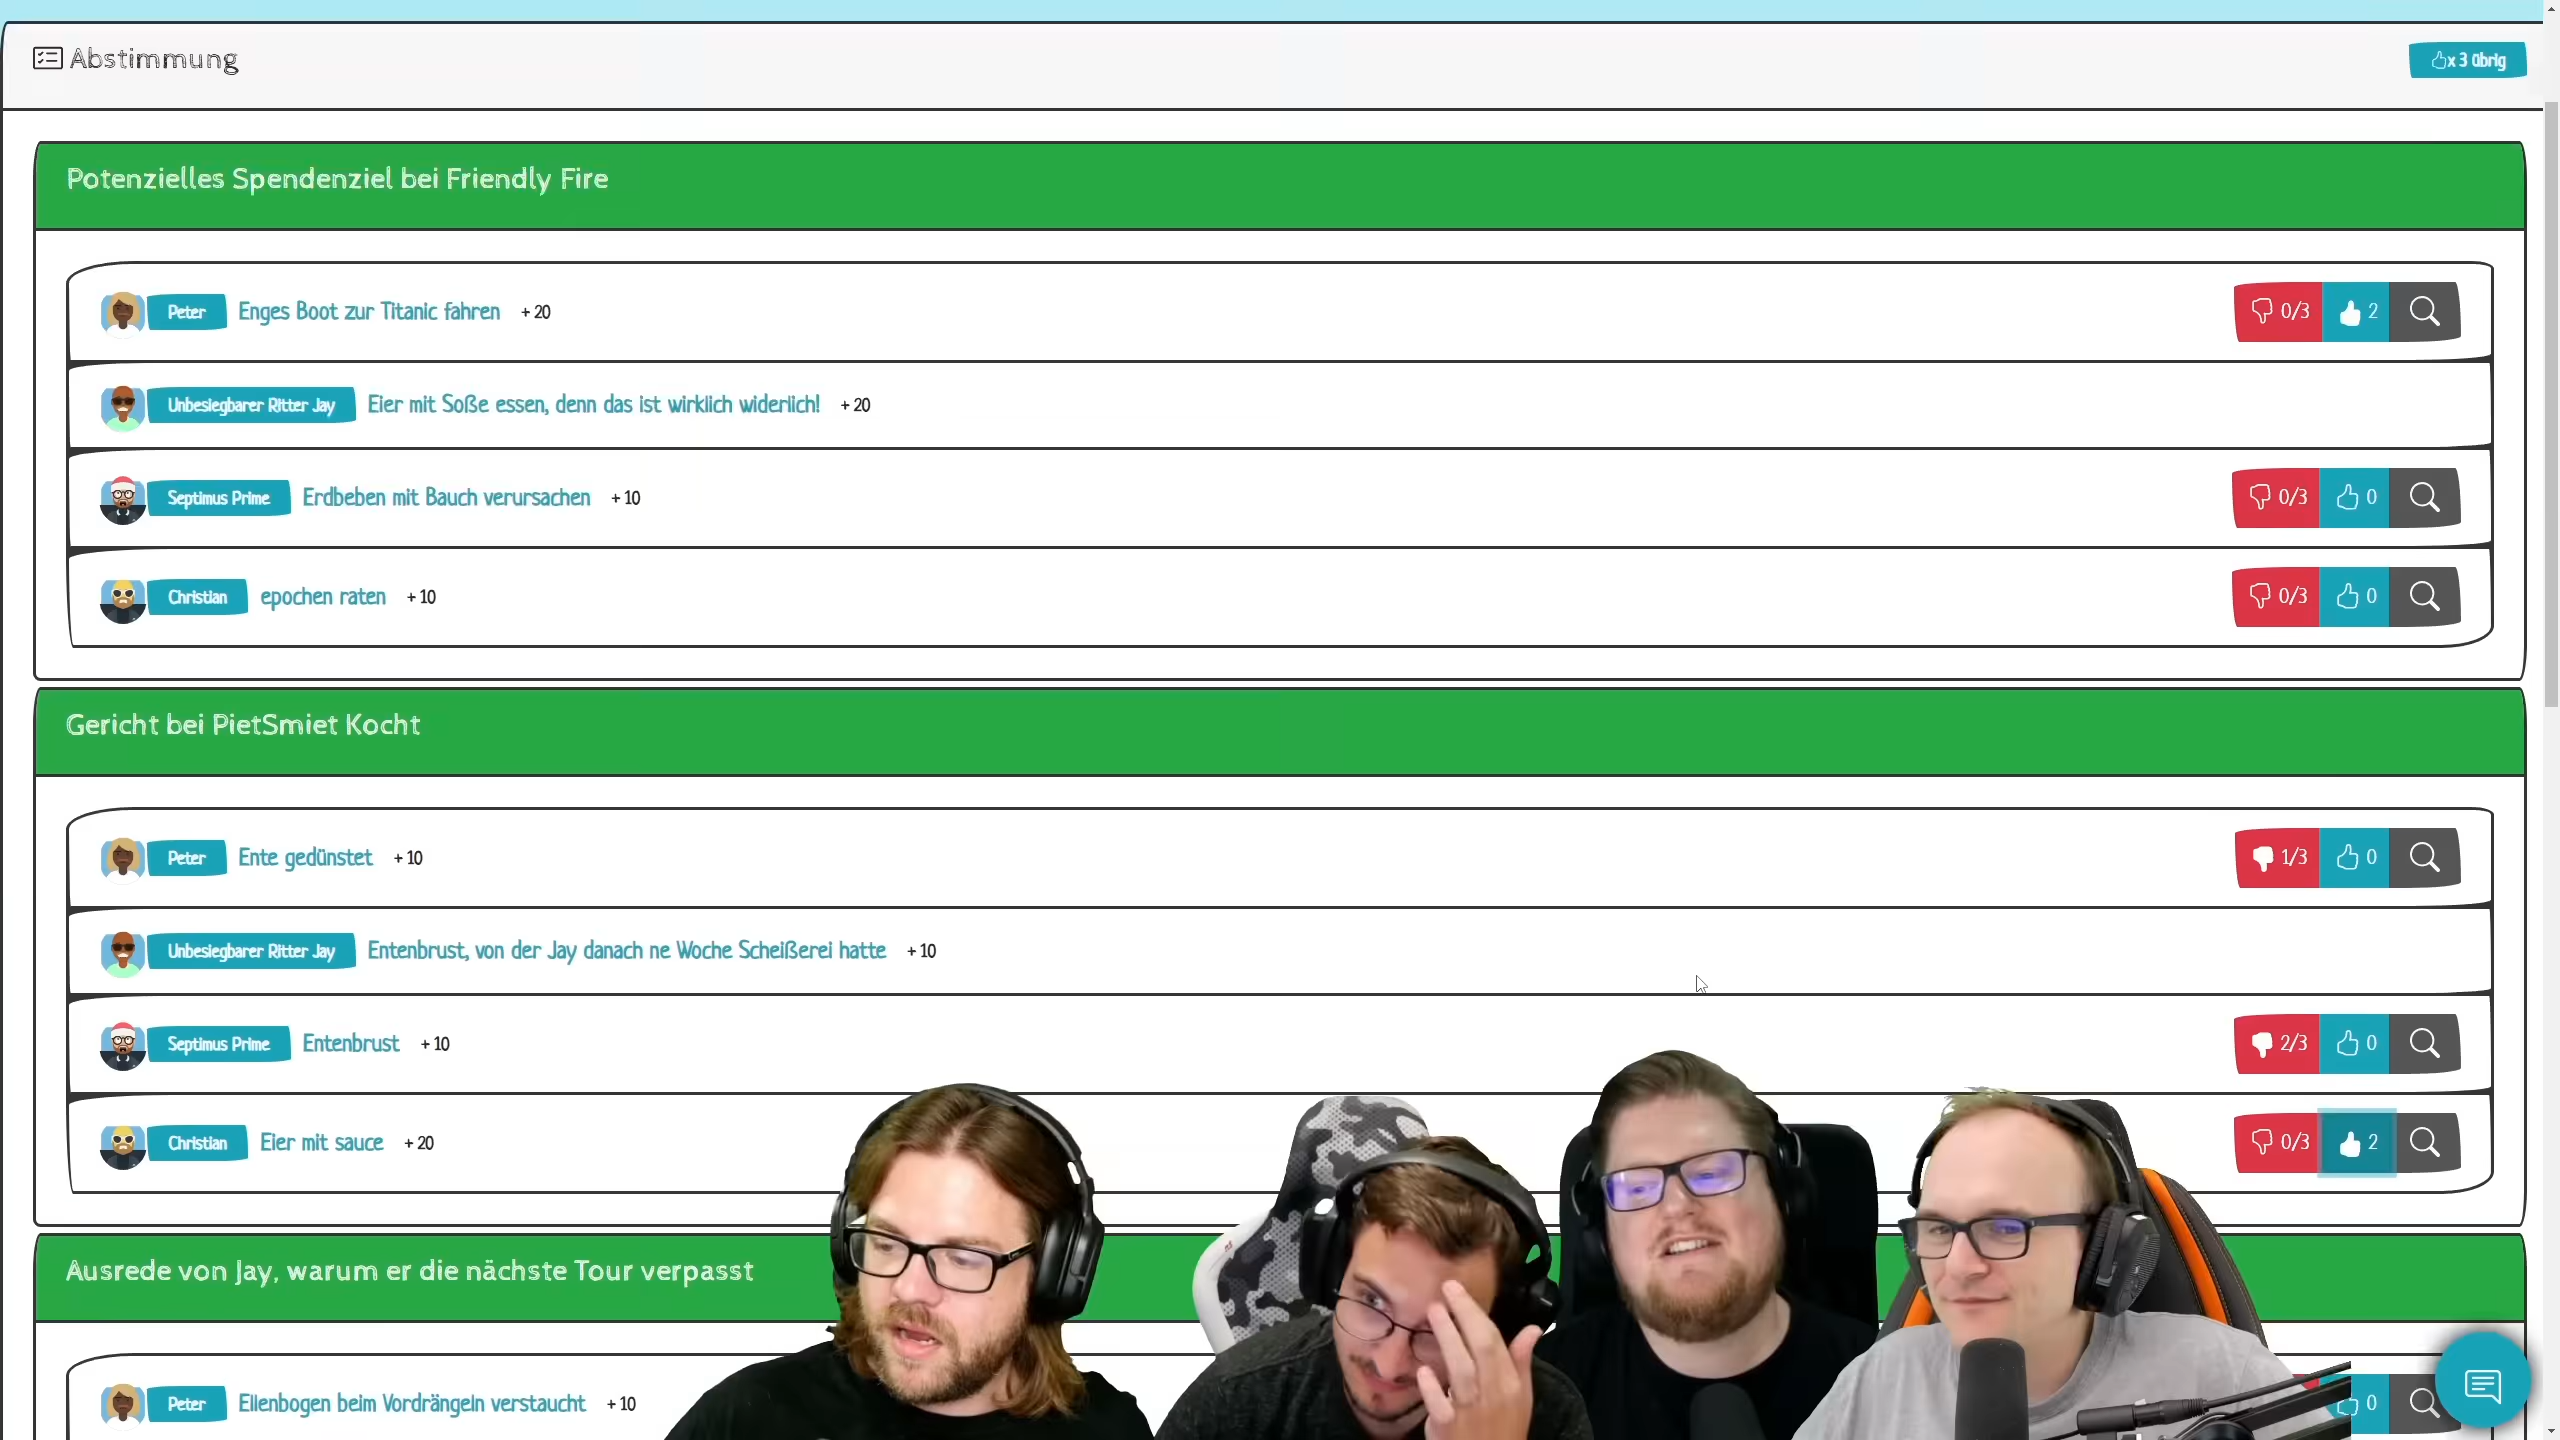 Abstimmung
x 3 übrig
Potenzielles Spendenziel bei Friendly Fire
Peter Enges Boot zur Titanic fahren + 20 0/3 2
Unbesiegbarer Ritter Jay Eier mit Soße essen, denn das ist wirklich widerlich! + 20
Septimus Prime Erdbeben mit Bauch verursachen + 10 0/3 0
Christian epochen raten + 10 0/3 0
Gericht bei PietSmiet Kocht
Peter Ente gedünstet + 10 1/3 0
Unbesiegbarer Ritter Jay Entenbrust, von der Jay danach ne Woche Scheißerei hatte + 10
Septimus Prime Entenbrust + 10 2/3 0
Christian Eier mit sauce + 20 0/3 2
Ausrede von Jay, warum er die nächste Tour verpasst
Peter Ellenbogen beim Vordrängeln verstaucht + 10 0